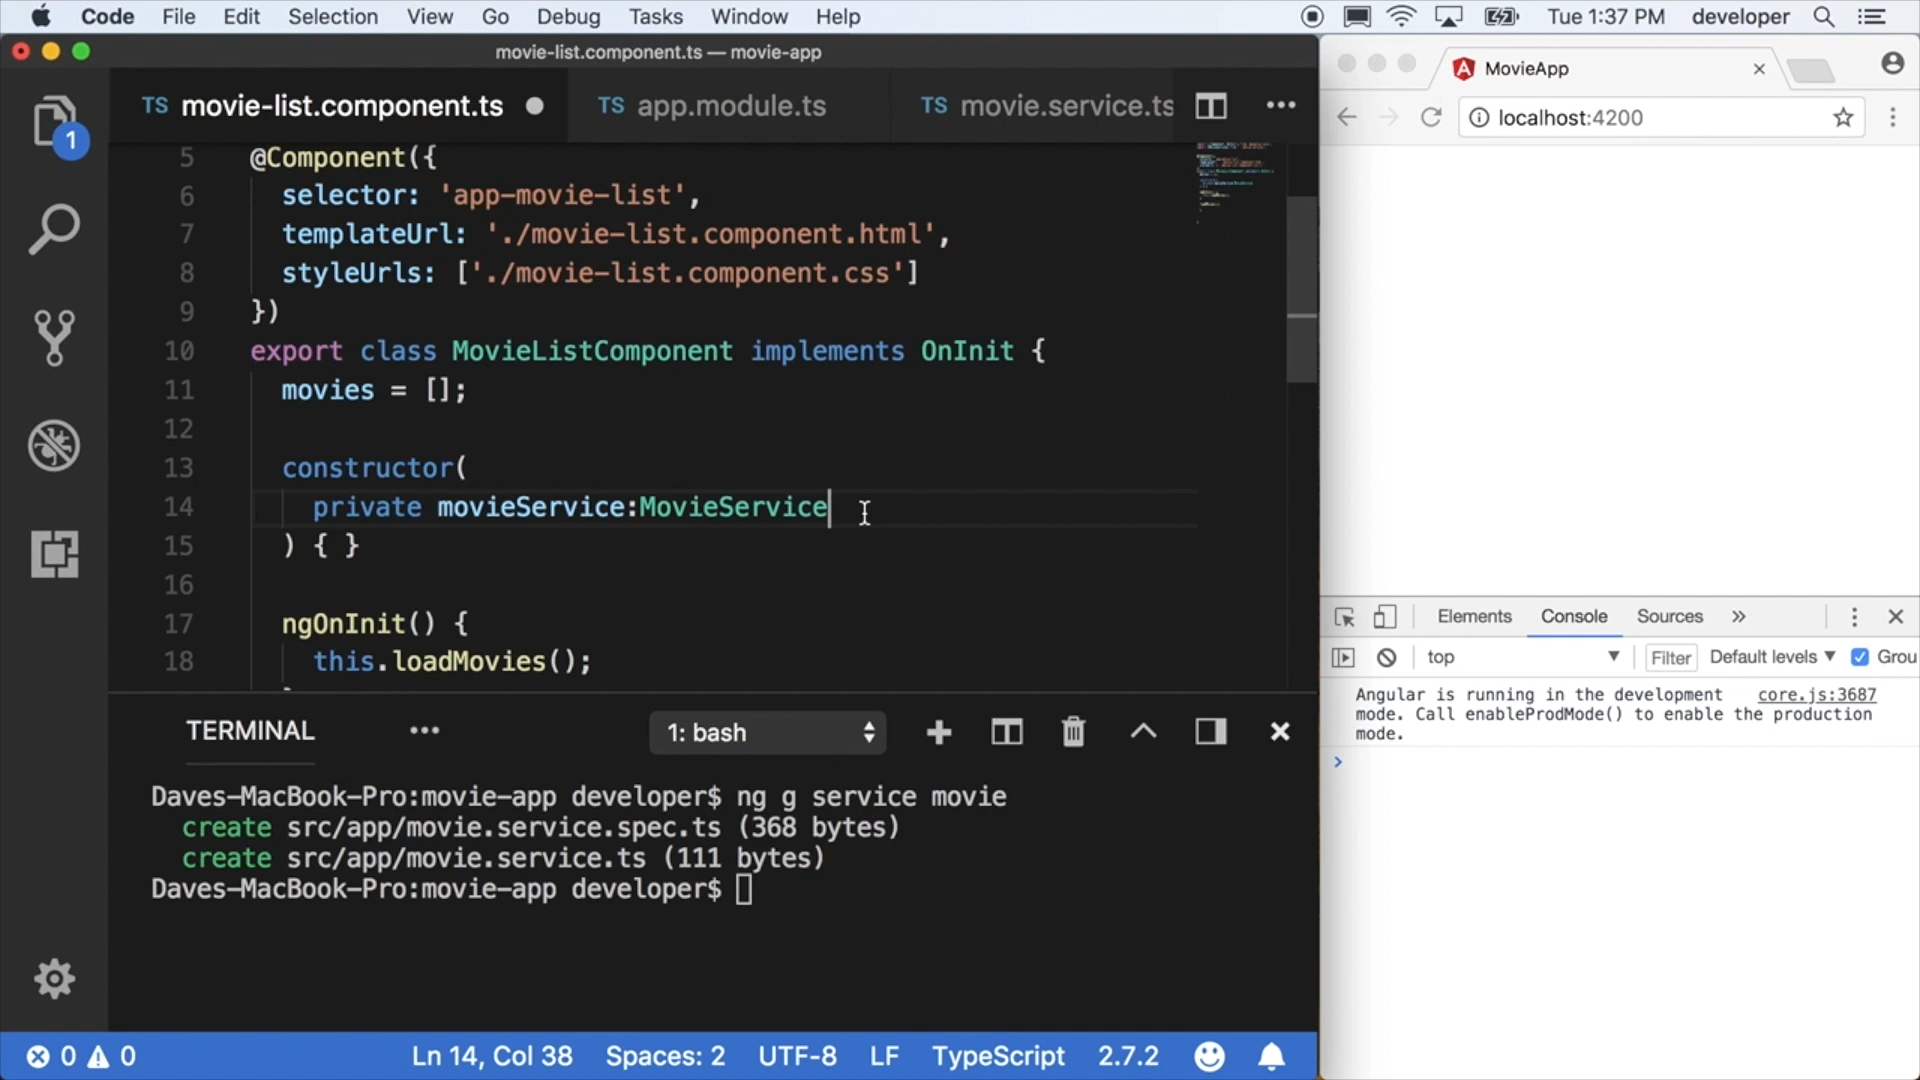 Code File Edit Selection View Go Debug Tasks Window Help Tue 1:37 PM developer
movie-list.component.ts — movie-app
TS movie-list.component.ts TS app.module.ts TS movie.service.ts
1
5 @Component({
6 selector: 'app-movie-list',
7 templateUrl: './movie-list.component.html',
8 styleUrls: ['./movie-list.component.css']
9 })
10 export class MovieListComponent implements OnInit {
11 movies = [];
12
13 constructor(
14 private movieService:MovieService
15 ) { }
16
17 ngOnInit() {
18 this.loadMovies();
TERMINAL ••• 1: bash
Daves-MacBook-Pro:movie-app developer$ ng g service movie
create src/app/movie.service.spec.ts (368 bytes)
create src/app/movie.service.ts (111 bytes)
Daves-MacBook-Pro:movie-app developer$
0 0 Ln 14, Col 38 Spaces: 2 UTF-8 LF TypeScript 2.7.2
MovieApp
localhost:4200
Elements Console Sources »
top Filter Default levels Grou
Angular is running in the development core.js:3687
mode. Call enableProdMode() to enable the production
mode.